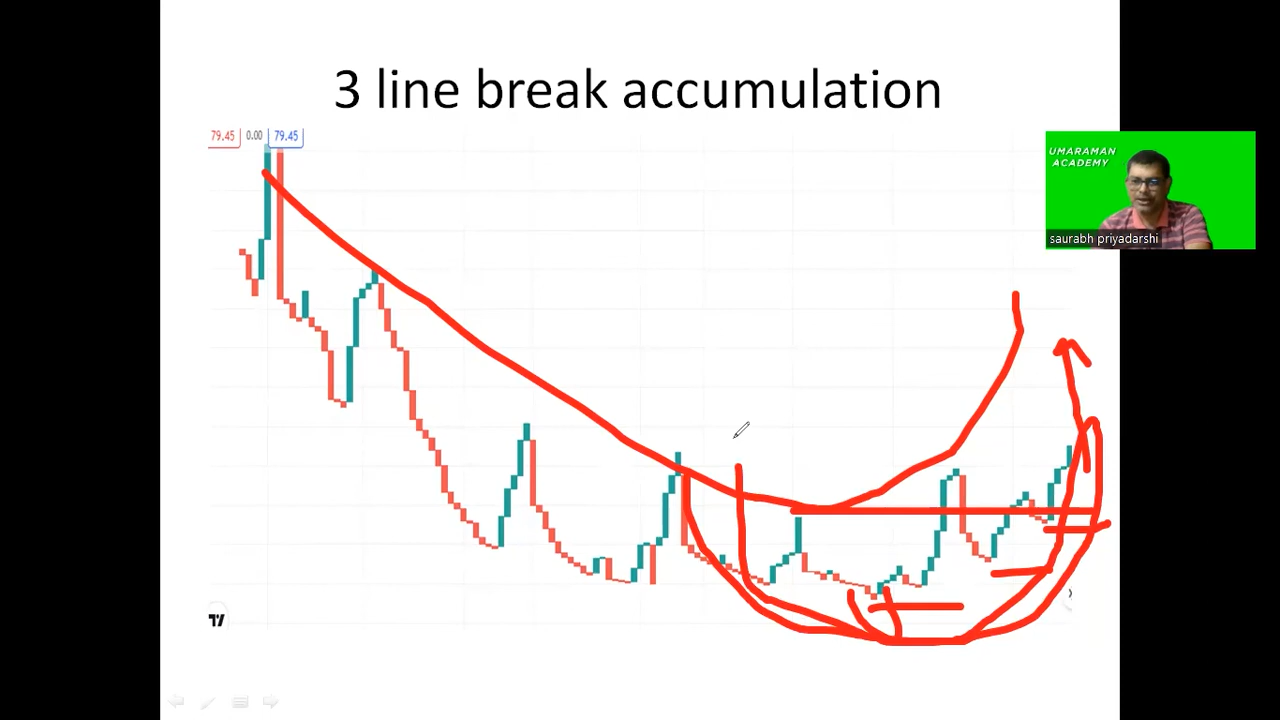 3 line break accumulation
79.45 0.00 79.45
UMARAMAN
ACADEMY
saurabh priyadarshi